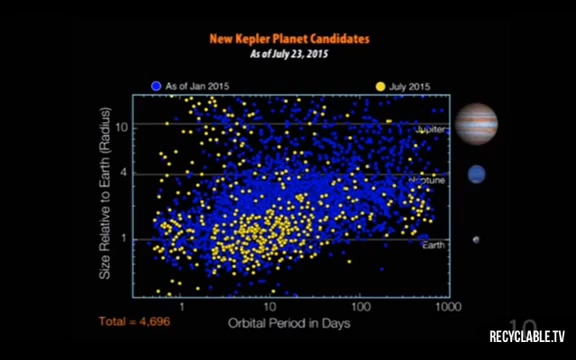 New Kepler Planet Candidates
As of July 23, 2015
As of Jan 2015
July 2015
Size Relative to Earth (Radius)
10
4
1
Jupiter
Neptune
Earth
1
10
100
1000
Orbital Period in Days
Total = 4,696
10
RECYCLABLE.TV